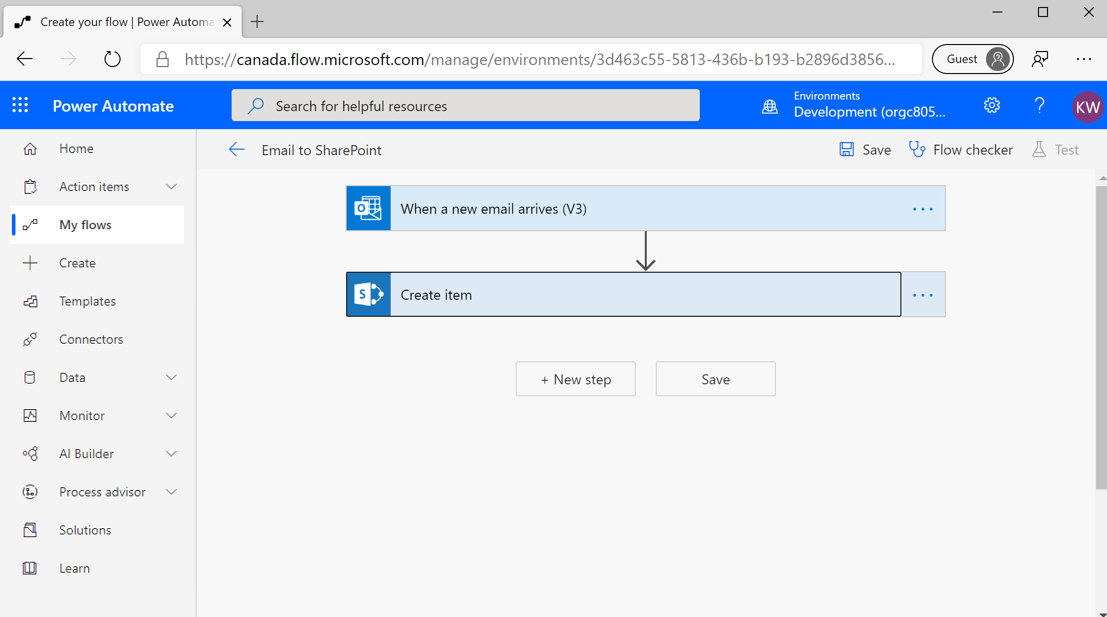 Create your flow | Power Automa
https://canada.flow.microsoft.com/manage/environments/3d463c55-5813-436b-b193-b2896d3856...
Guest
Power Automate
Search for helpful resources
Environments
Development (orgc805...
?
KW
Home
Action items
My flows
Create
Templates
Connectors
Data
Monitor
AI Builder
Process advisor
Solutions
Learn
Email to SharePoint
Save
Flow checker
Test
When a new email arrives (V3)
Create item
+ New step
Save